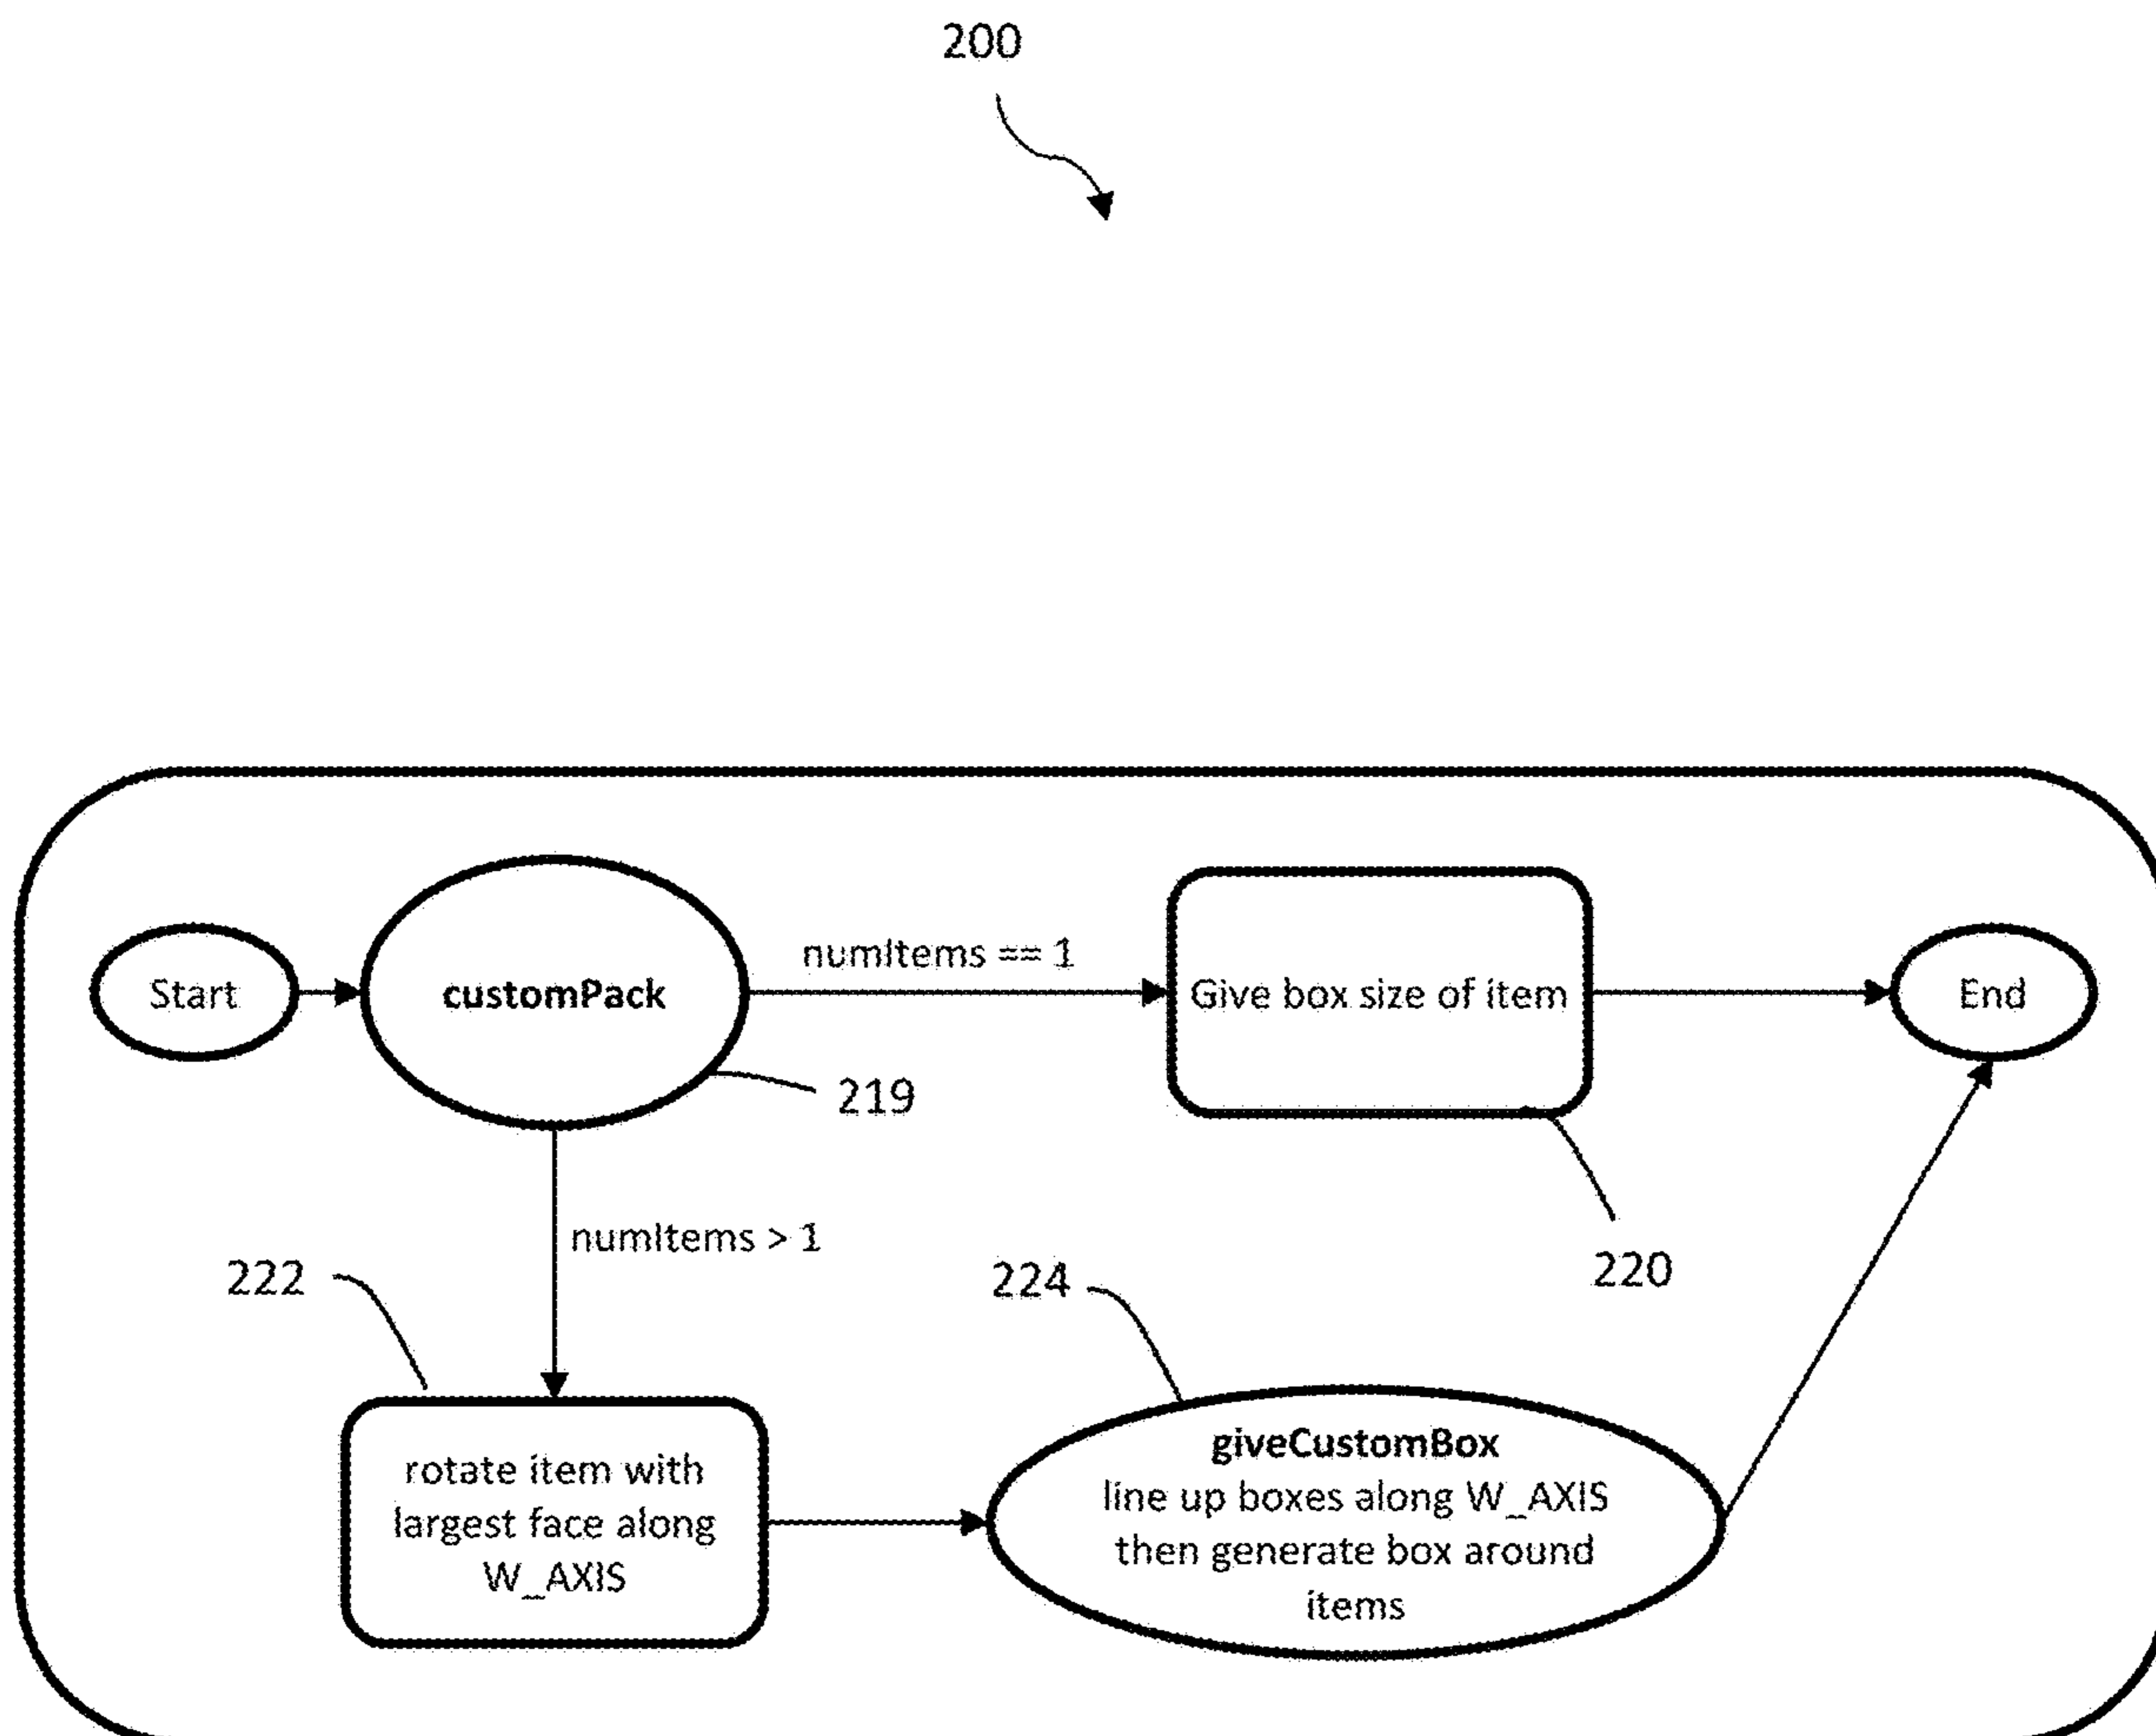 200
numItems == 1
Start
customPack
Give box size of item
End
219
numItems > 1
222
224
220
rotate item with
largest face along
W_AXIS
giveCustomBox
line up boxes along W_AXIS
then generate box around
items